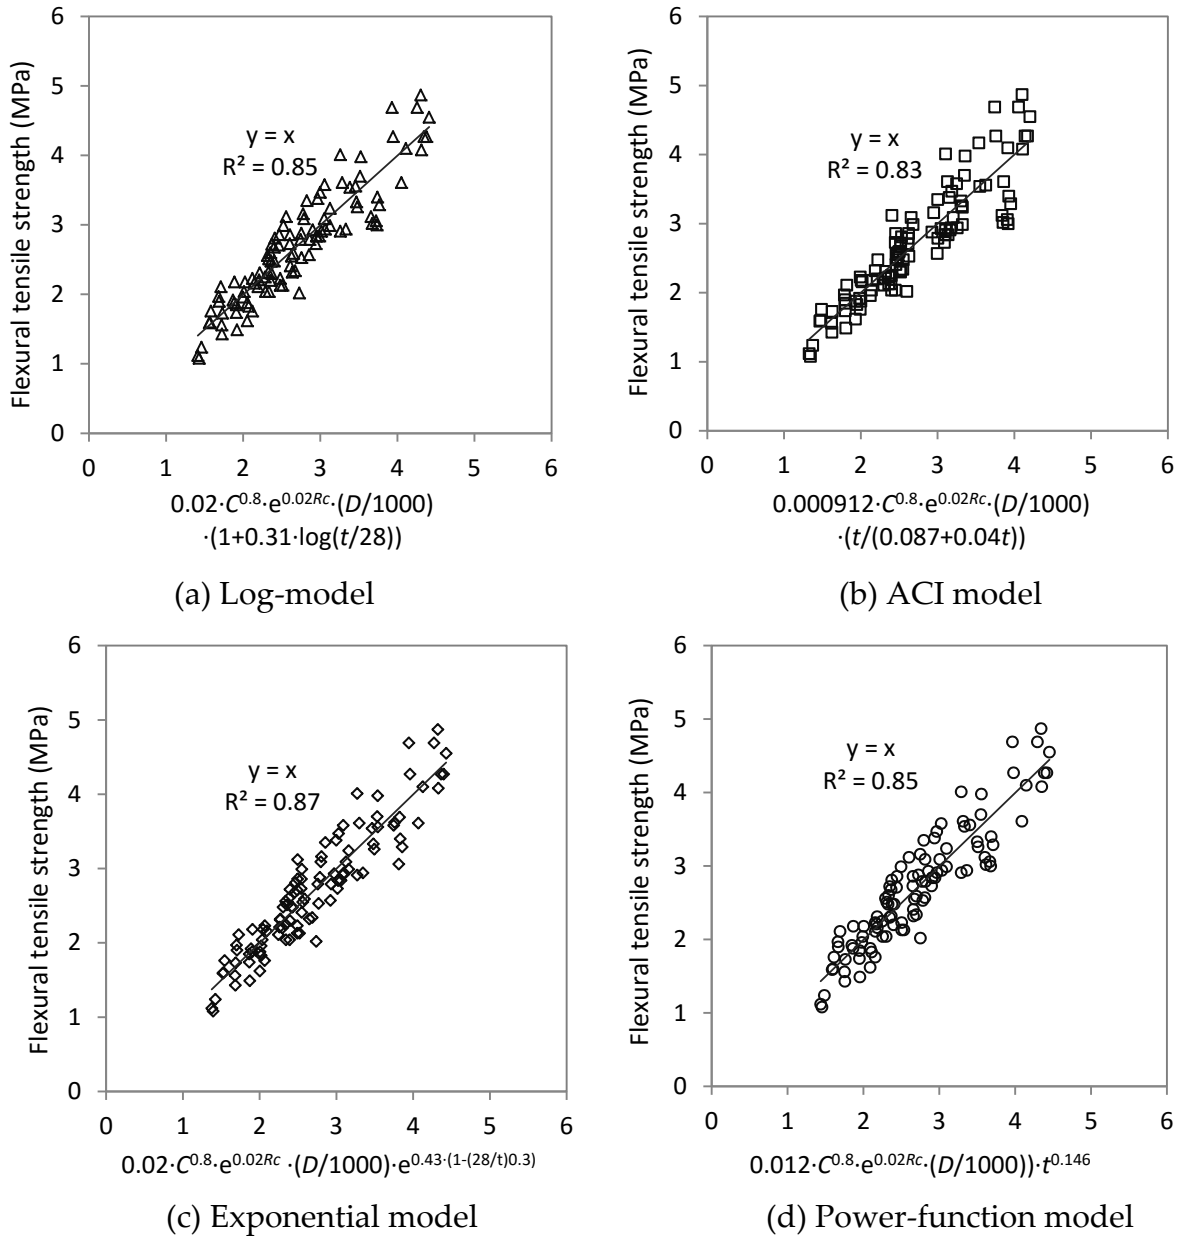 6
5
4
3
2
1
0
Flexural tensile strength (MPa)
y = x
R² = 0.85
0 1 2 3 4 5 6
0.02·C^0.8·e^0.02Rc·(D/1000)
·(1+0.31·log(t/28))
(a) Log-model
6
5
4
3
2
1
0
Flexural tensile strength (MPa)
y = x
R² = 0.83
0 1 2 3 4 5 6
0.000912·C^0.8·e^0.02Rc·(D/1000)
·(t/(0.087+0.04t))
(b) ACI model
6
5
4
3
2
1
0
Flexural tensile strength (MPa)
y = x
R² = 0.87
0 1 2 3 4 5 6
0.02·C^0.8·e^0.02Rc ·(D/1000)·e^0.43·(1-(28/t)0.3)
(c) Exponential model
6
5
4
3
2
1
0
Flexural tensile strength (MPa)
y = x
R² = 0.85
0 1 2 3 4 5 6
0.012·C^0.8·e^0.02Rc·(D/1000))·t^0.146
(d) Power-function model